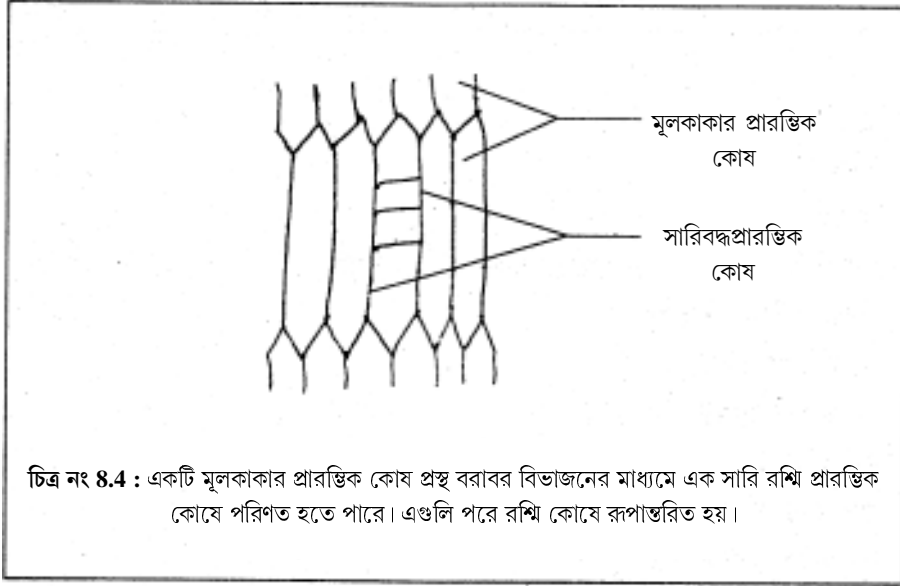 মূলকাকার প্রারম্ভিক
কোষ
সারিবদ্ধপ্রারম্ভিক
কোষ
চিত্র নং 8.4 : একটি মূলকাকার প্রারম্ভিক কোষ প্রস্থ বরাবর বিভাজনের মাধ্যমে এক সারি রশ্মি প্রারম্ভিক
কোষে পরিণত হতে পারে। এগুলি পরে রশ্মি কোষে রূপান্তরিত হয়।